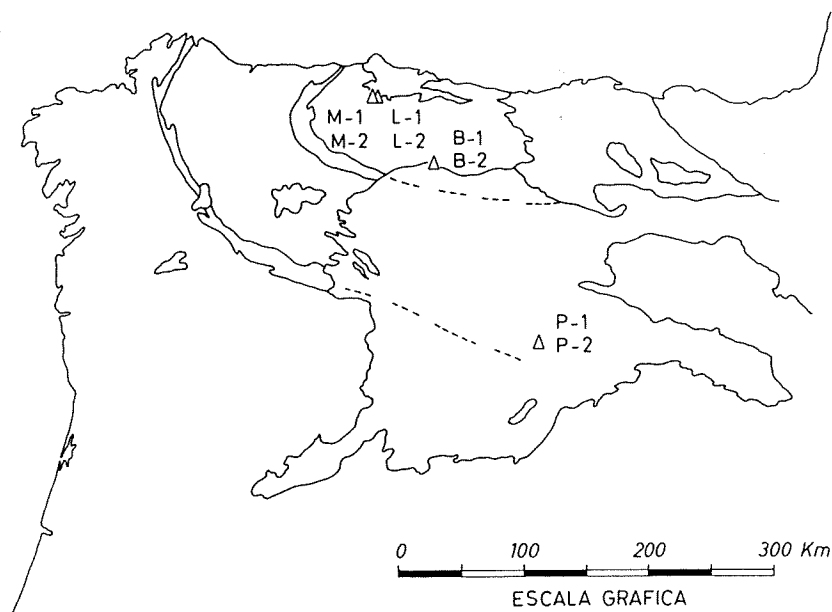 M-1 L-1
M-2 L-2 B-1
B-2
P-1
P-2
0 100 200 300 Km
ESCALA GRAFICA